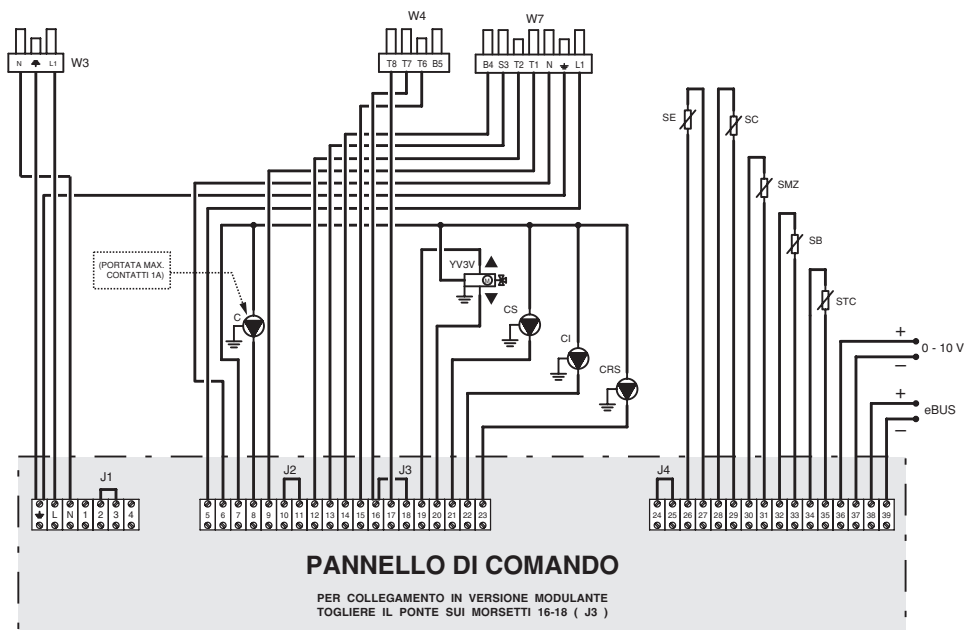 W4
W7
N L1
W3
T8 T7 T6 B5
B4 S3 T2 T1 N L1
SE
SC
SMZ
SB
STC
(PORTATA MAX.
CONTATTI 1A)
YV3V
M
C
CS
CI
CRS
+
0 - 10 V
–
+
eBUS
–
J1
J2
J3
J4
L N 1 2 3 4
5 6 7 8 9 10 11 12 13 14 15 16 17 18 19 20 21 22 23
24 25 26 27 28 29 30 31 32 33 34 35 36 37 38 39
PANNELLO DI COMANDO
PER COLLEGAMENTO IN VERSIONE MODULANTE
TOGLIERE IL PONTE SUI MORSETTI 16-18 ( J3 )